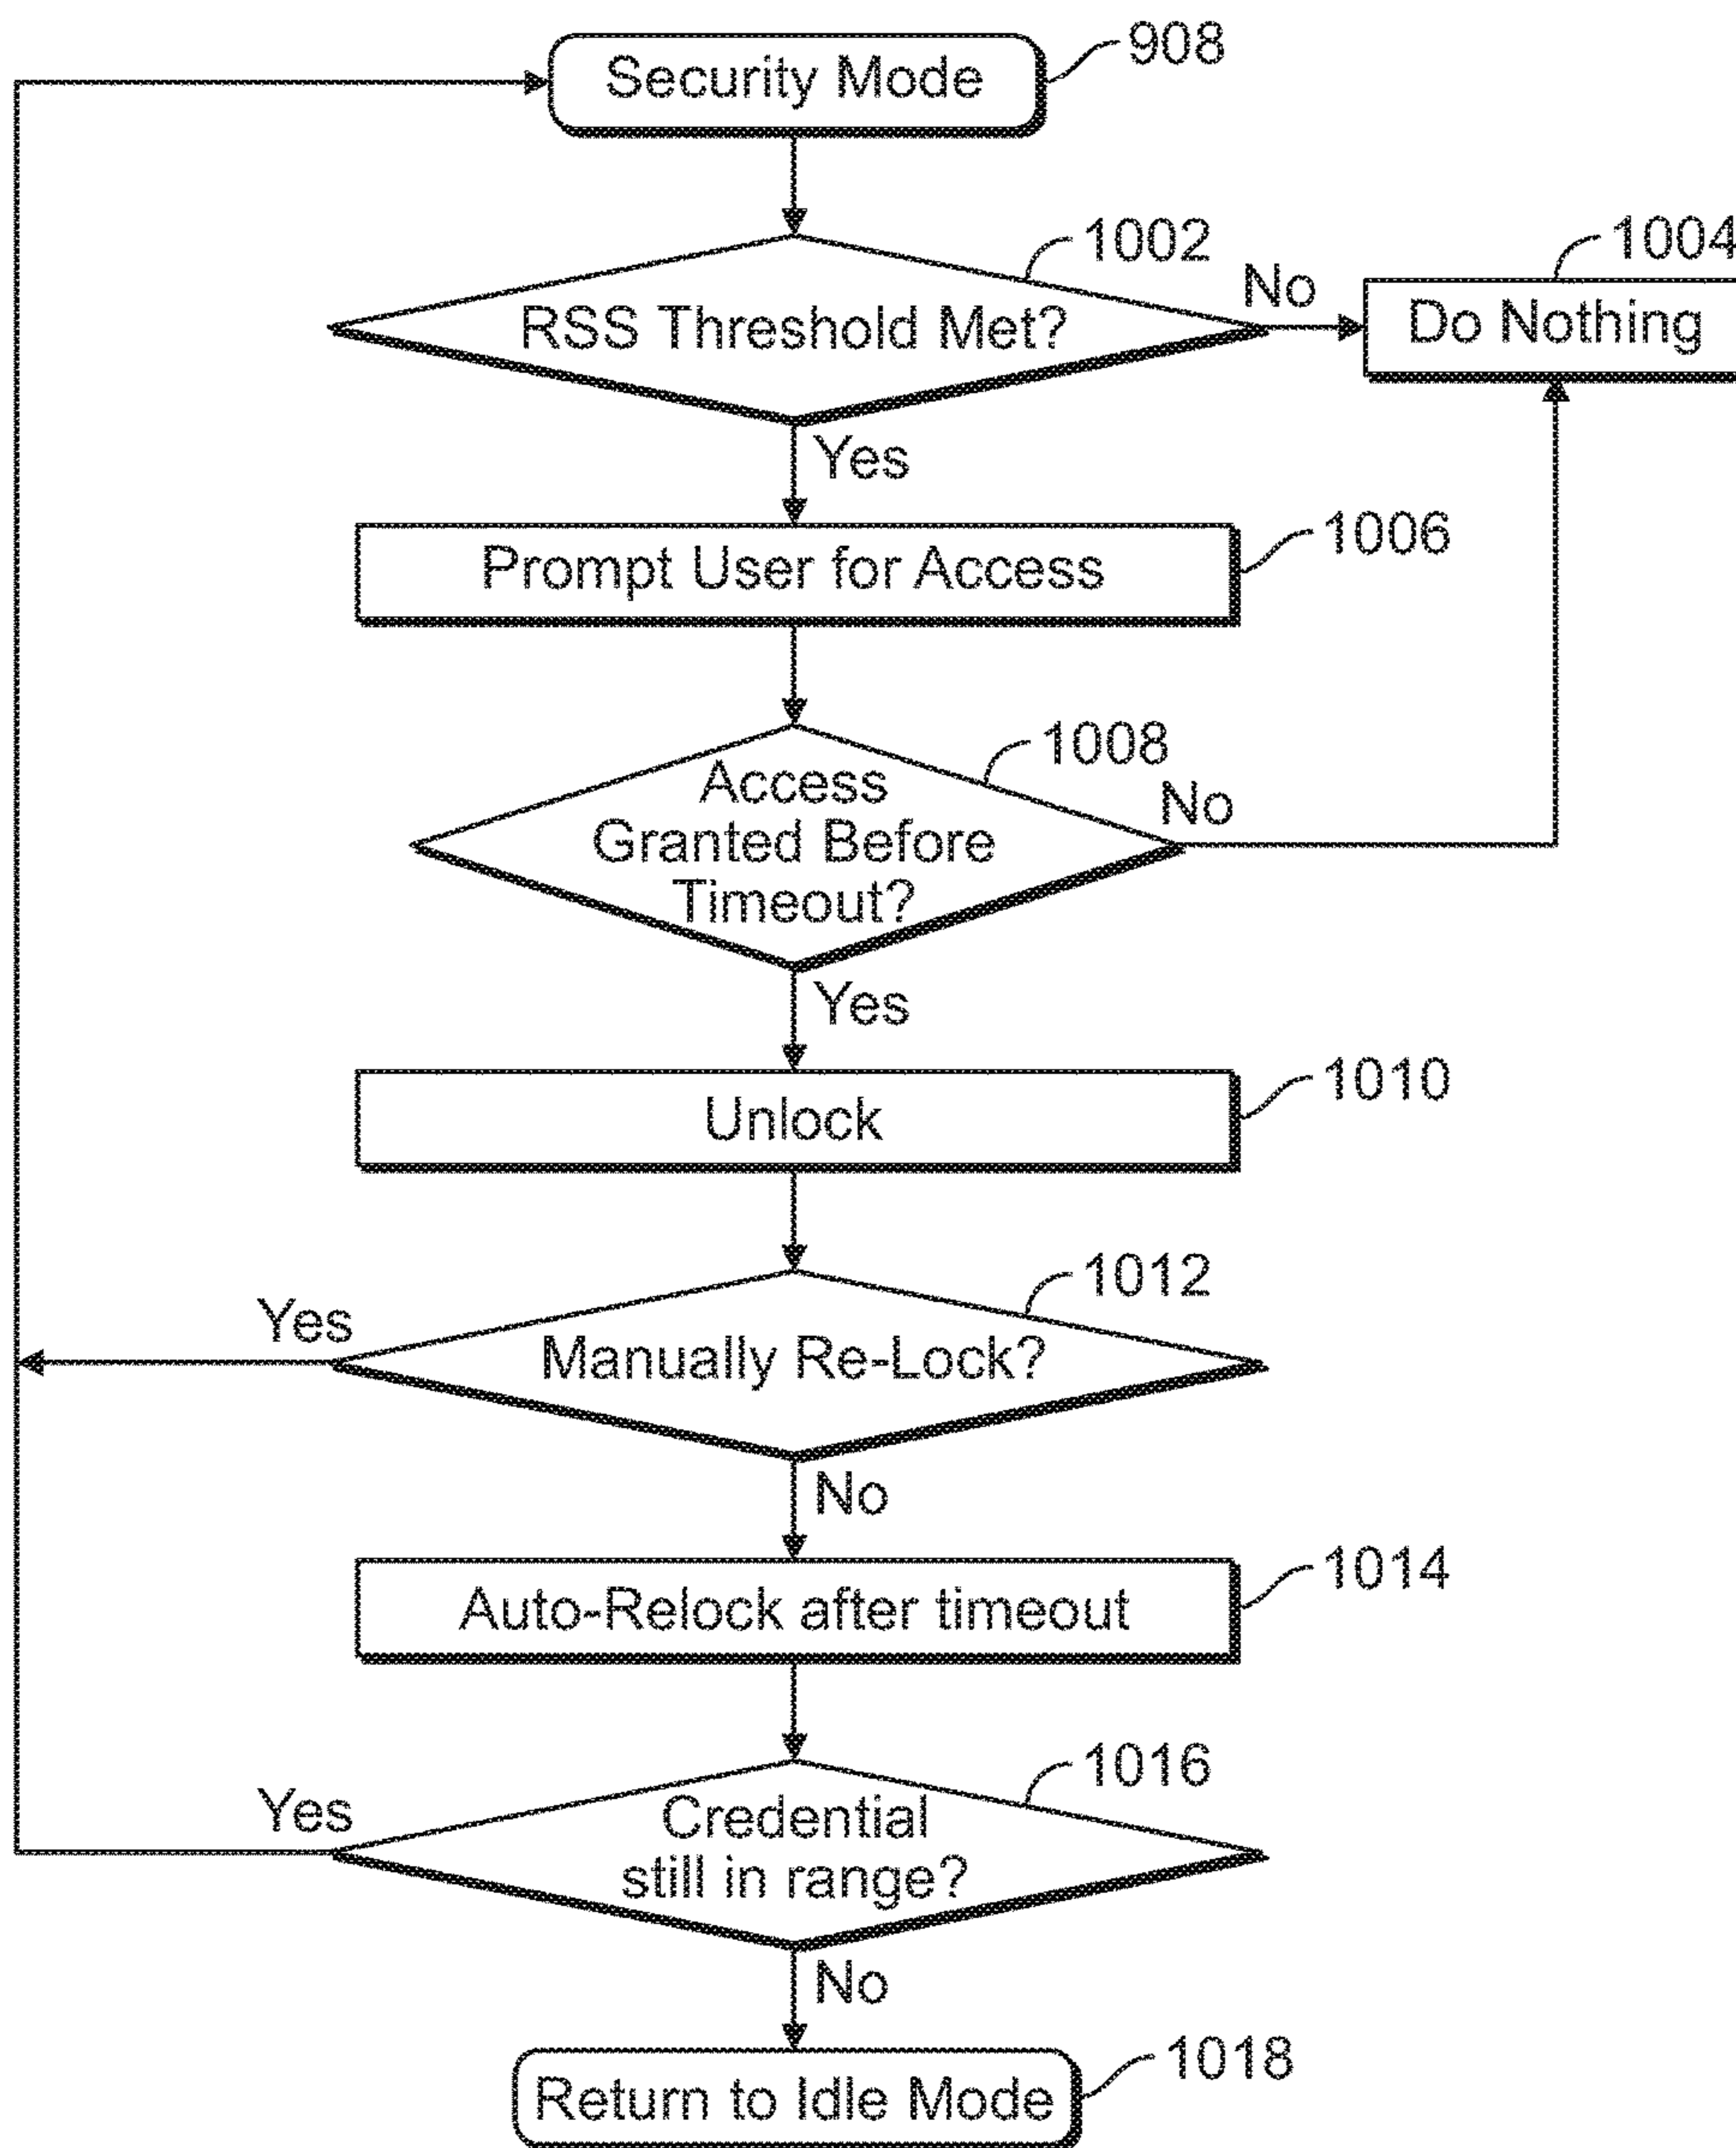 Security Mode
908
RSS Threshold Met?
1002
No
Do Nothing
1004
Yes
Prompt User for Access
1006
Access
Granted Before
Timeout?
1008
No
Yes
Unlock
1010
Manually Re-Lock?
1012
Yes
No
Auto-Relock after timeout
1014
Credential
still in range?
1016
Yes
No
Return to Idle Mode
1018